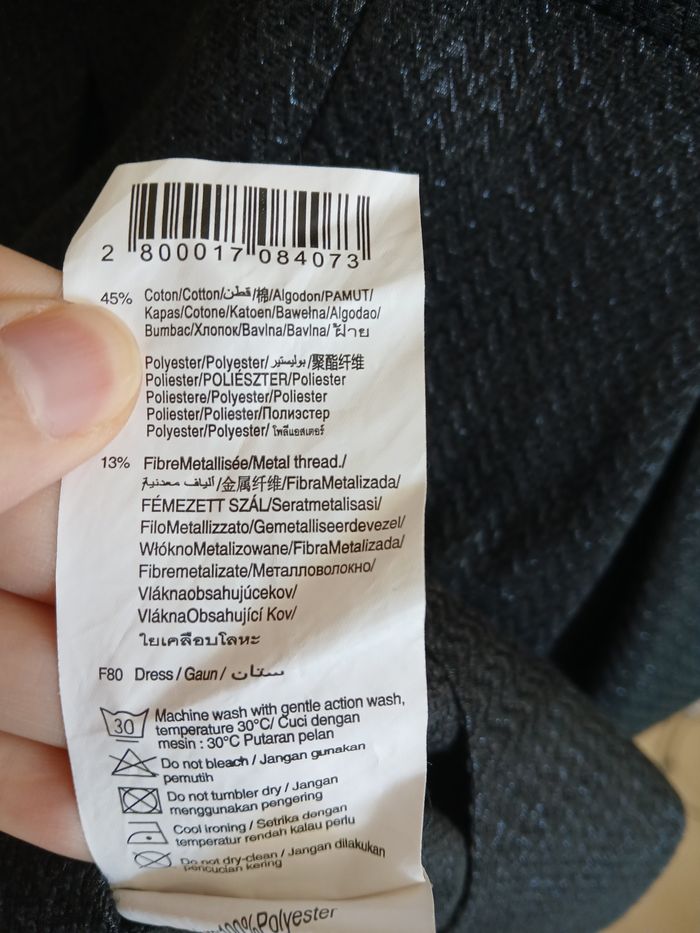 2 800017 084073
45% Coton/Cotton/قطن/棉/Algodon/PAMUT/
Kapas/Cotone/Katoen/Bawełna/Algodao/
Bumbac/Хлопок/Bavlna/Bavlna/ฝ้าย
Polyester/Polyester/بوليستير/聚酯纤维
Poliester/POLIÉSZTER/Poliester
Poliestere/Polyester/Poliester
Poliester/Poliester/Полиэстер
Polyester/Polyester/โพลีเอสเตอร์
13% FibreMetallisée/Metal thread./
ألياف معدنية/金属纤维/FibraMetalizada/
FÉMEZETT SZÁL/Seratmetalisasi/
FiloMetallizzato/Gemetalliseerdevezel/
WłóknoMetalizowane/FibraMetalizada/
Fibremetalizate/Металловолокно/
Vláknaobsahujúcekov/
VláknaObsahující Kov/
ใยเคลือบโลหะ
F80 Dress/Gaun/فستان
30 Machine wash with gentle action wash,
temperature 30°C/ Cuci dengan
mesin : 30°C Putaran pelan
Do not bleach / Jangan gunakan
pemutih
Do not tumbler dry / Jangan
menggunakan pengering
Cool ironing / Setrika dengan
temperatur rendah kalau perlu
Do not dry-clean / Jangan dilakukan
pencucian kering
100%Polyester